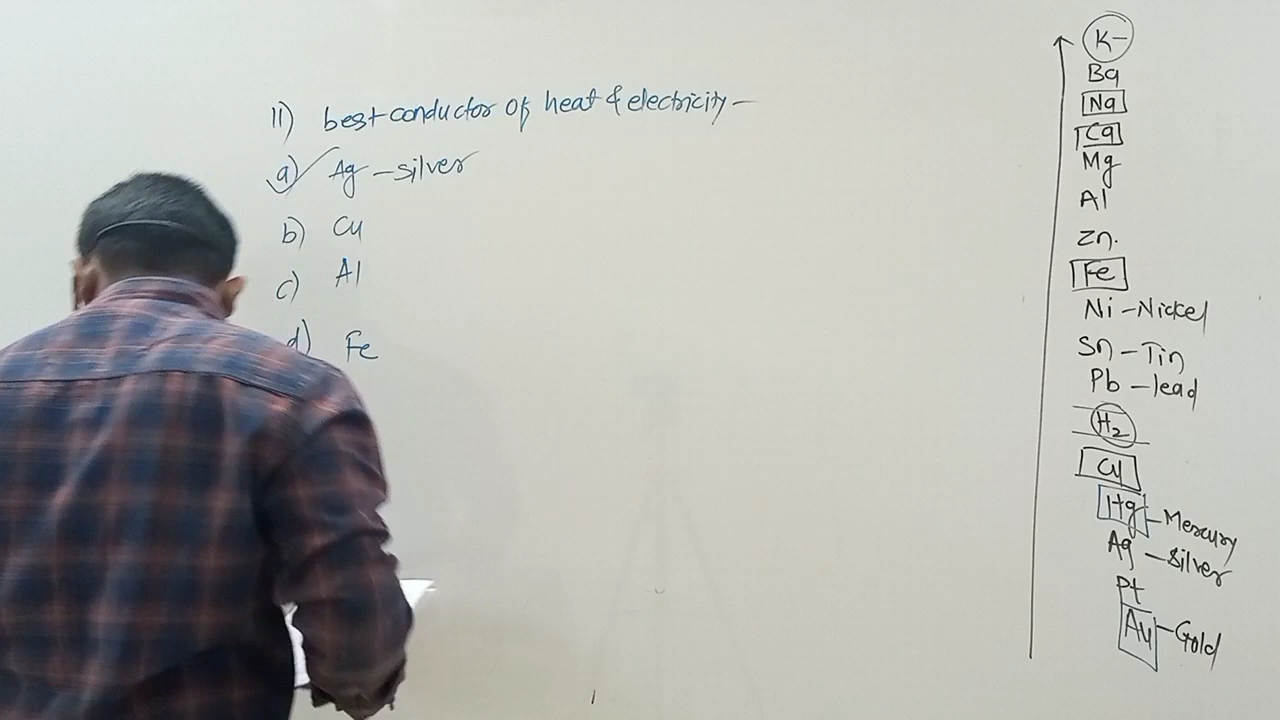 11) best conductor of heat & electricity -
a) Ag - silver
b) Cu
c) Al
d) Fe
K -
Ba
Na
Ca
Mg
Al
Zn.
Fe
Ni - Nickel
Sn - Tin
Pb - lead
H2
Cu
Hg - Mercury
Ag - Silver
Pt
Au - Gold